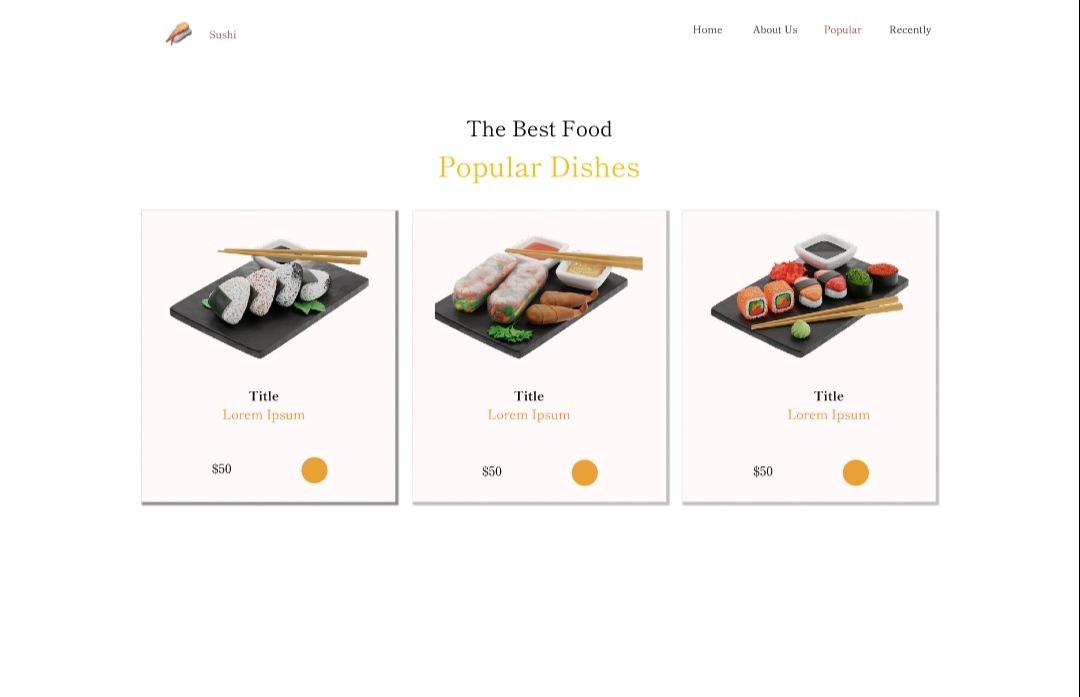 Sushi
Home
About Us
Popular
Recently
The Best Food
Popular Dishes
Title
Lorem Ipsum
$50
Title
Lorem Ipsum
$50
Title
Lorem Ipsum
$50